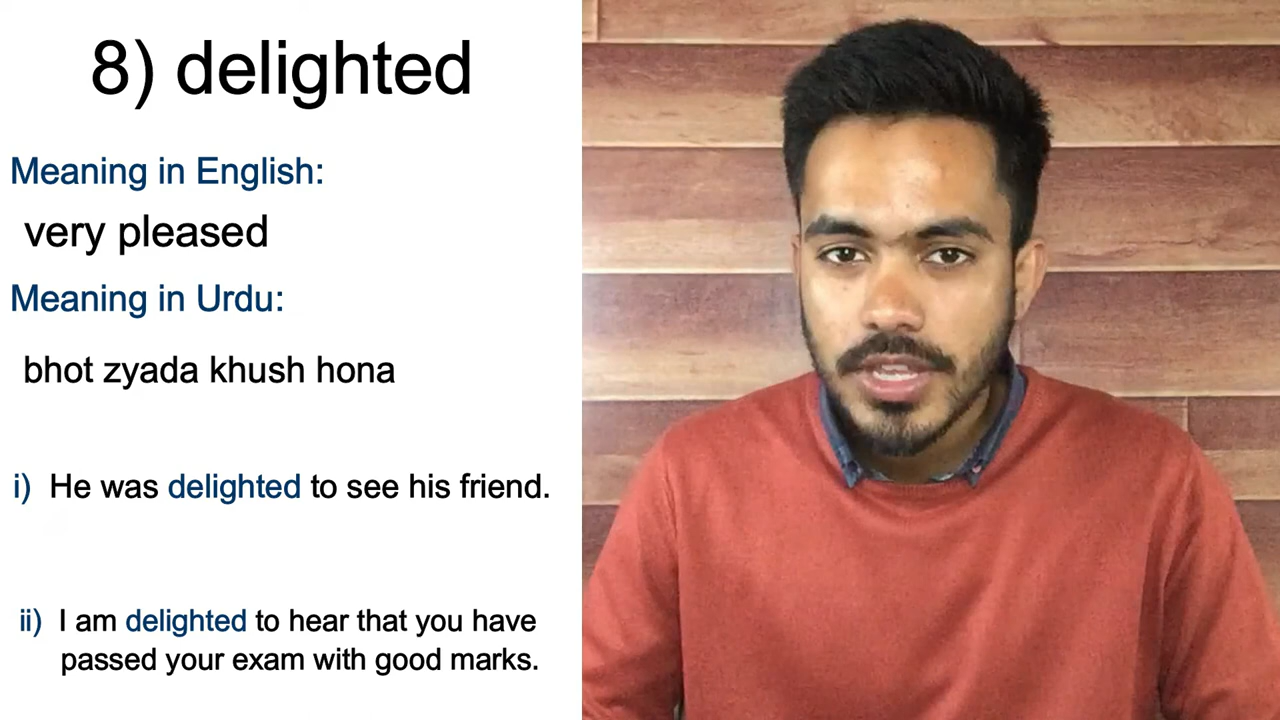 8) delighted
Meaning in English:
very pleased
Meaning in Urdu:
bhot zyada khush hona
i) He was delighted to see his friend.
ii) I am delighted to hear that you have
passed your exam with good marks.